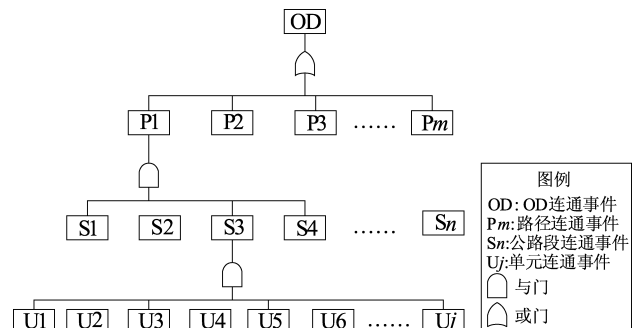 OD
P1 P2 P3 …… Pm
S1 S2 S3 S4 …… Sn
U1 U2 U3 U4 U5 U6 …… Uj
图例
OD: OD连通事件
Pm:路径连通事件
Sn:公路段连通事件
Uj:单元连通事件
与门
或门